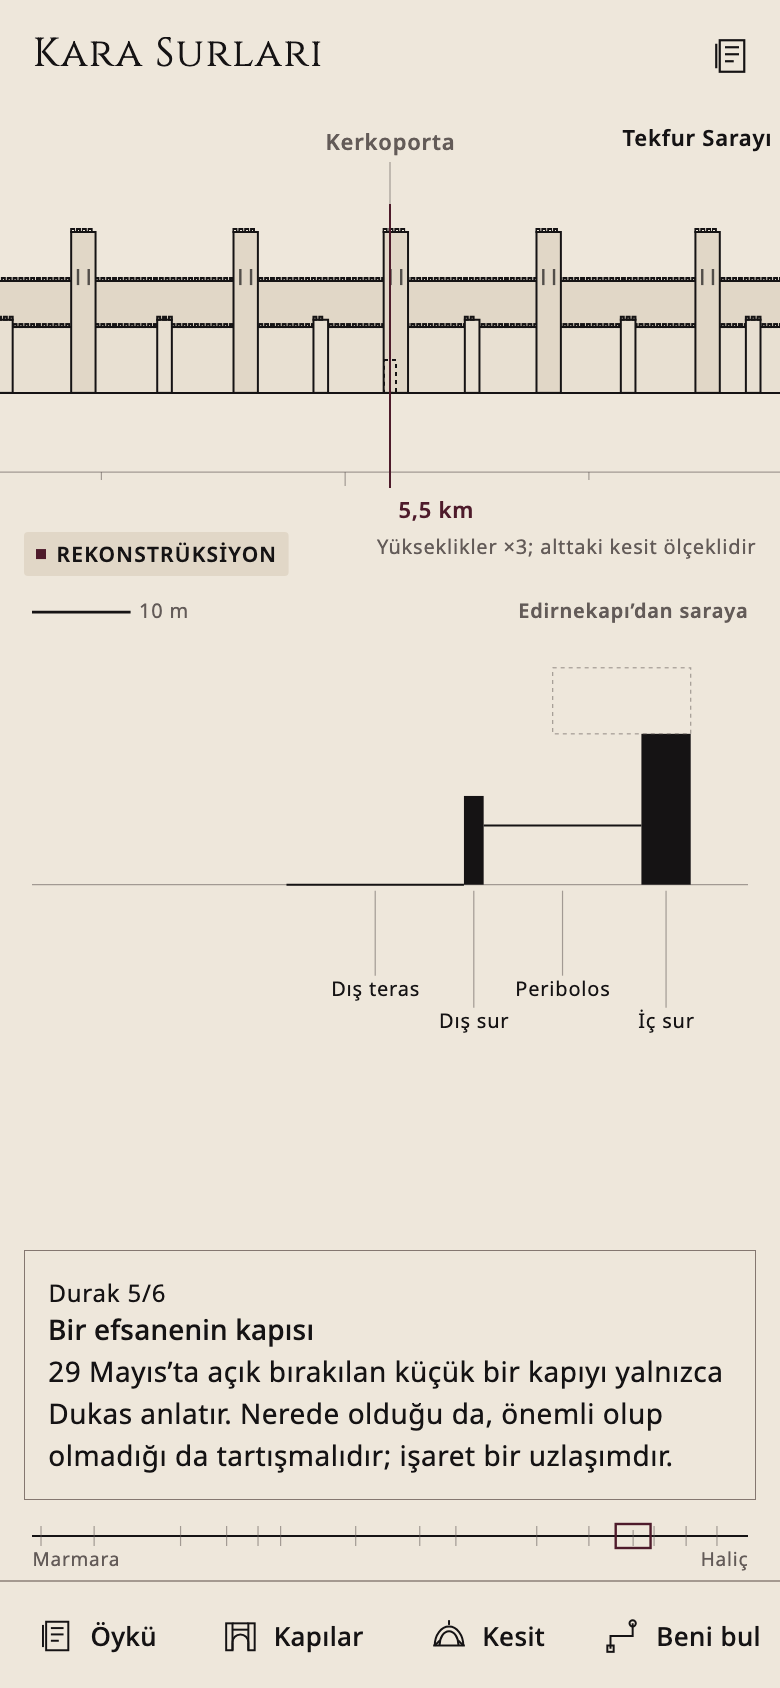 Kara Surları
Kerkoporta
Tekfur Sarayı
5,5 km
REKONSTRÜKSİYON
Yükseklikler ×3; alttaki kesit ölçeklidir
10 m
Edirnekapı’dan saraya
Dış teras
Peribolos
Dış sur
İç sur
Durak 5/6
Bir efsanenin kapısı
29 Mayıs’ta açık bırakılan küçük bir kapıyı yalnızca
Dukas anlatır. Nerede olduğu da, önemli olup
olmadığı da tartışmalıdır; işaret bir uzlaşımdır.
Marmara
Haliç
Öykü
Kapılar
Kesit
Beni bul